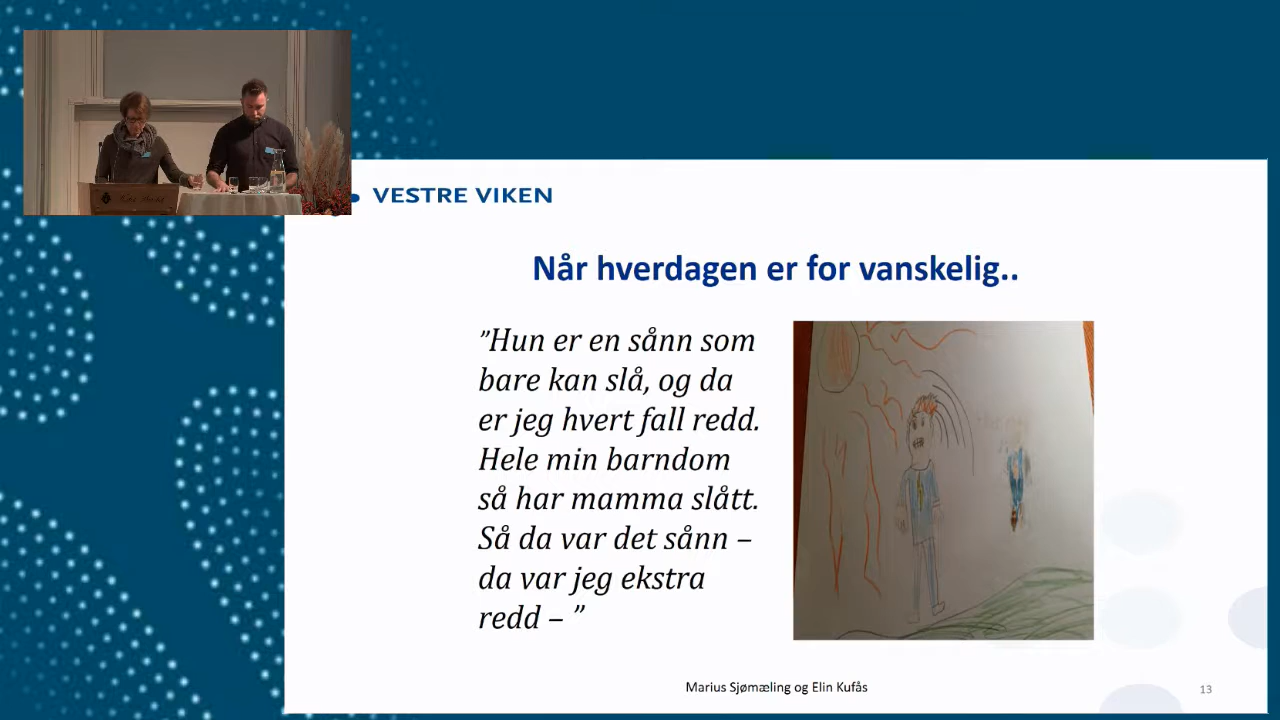 VESTRE VIKEN
Når hverdagen er for vanskelig..
”Hun er en sånn som
bare kan slå, og da
er jeg hvert fall redd.
Hele min barndom
så har mamma slått.
Så da var det sånn –
da var jeg ekstra
redd – ”
Marius Sjømæling og Elin Kufås
13